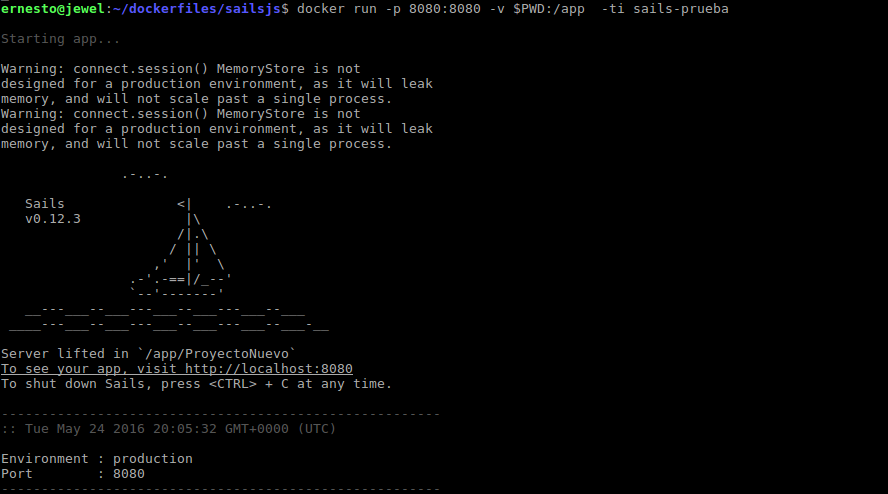 ernesto@jewel:~/dockerfiles/sailsjs$ docker run -p 8080:8080 -v $PWD:/app  -ti sails-prueba
Starting app...
Warning: connect.session() MemoryStore is not
designed for a production environment, as it will leak
memory, and will not scale past a single process.
Warning: connect.session() MemoryStore is not
designed for a production environment, as it will leak
memory, and will not scale past a single process.
               .-..-.
   Sails              <|    .-..-.
   v0.12.3             |\
                      /|.\
                     / || \
                   ,'  |'  \
                .-'.-==|/_--'
                `--'-------'
   __---___--___---___--___---___--___
 ____---___--___---___--___---___--___-__
Server lifted in `/app/ProyectoNuevo`
To see your app, visit http://localhost:8080
To shut down Sails, press <CTRL> + C at any time.
-------------------------------------------------------
:: Tue May 24 2016 20:05:32 GMT+0000 (UTC)
Environment : production
Port        : 8080
-------------------------------------------------------